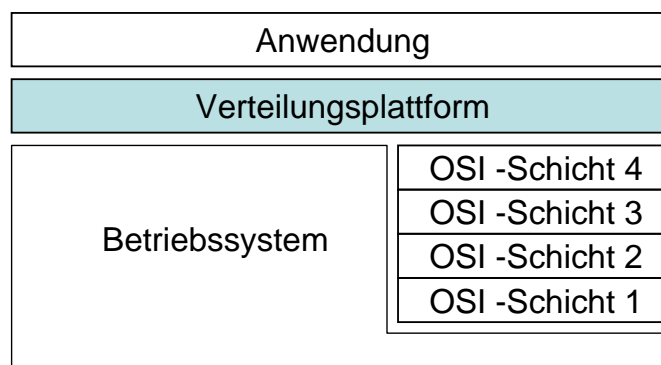 Anwendung
Verteilungsplattform
Betriebssystem
OSI -Schicht 4
OSI -Schicht 3
OSI -Schicht 2
OSI -Schicht 1